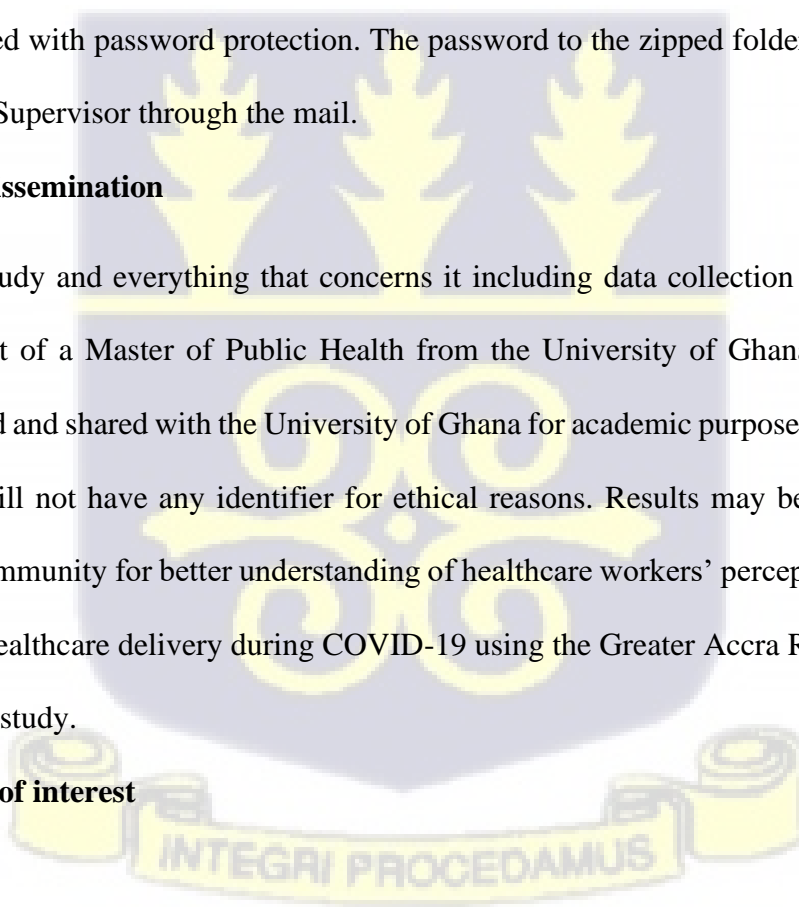 ed with password protection. The password to the zipped folder
Supervisor through the mail.
issemination
udy and everything that concerns it including data collection
t of a Master of Public Health from the University of Ghana
d and shared with the University of Ghana for academic purpose
ill not have any identifier for ethical reasons. Results may be
mmunity for better understanding of healthcare workers’ percep
ealthcare delivery during COVID-19 using the Greater Accra R
study.
of interest
INTEGRI PROCEDAMUS